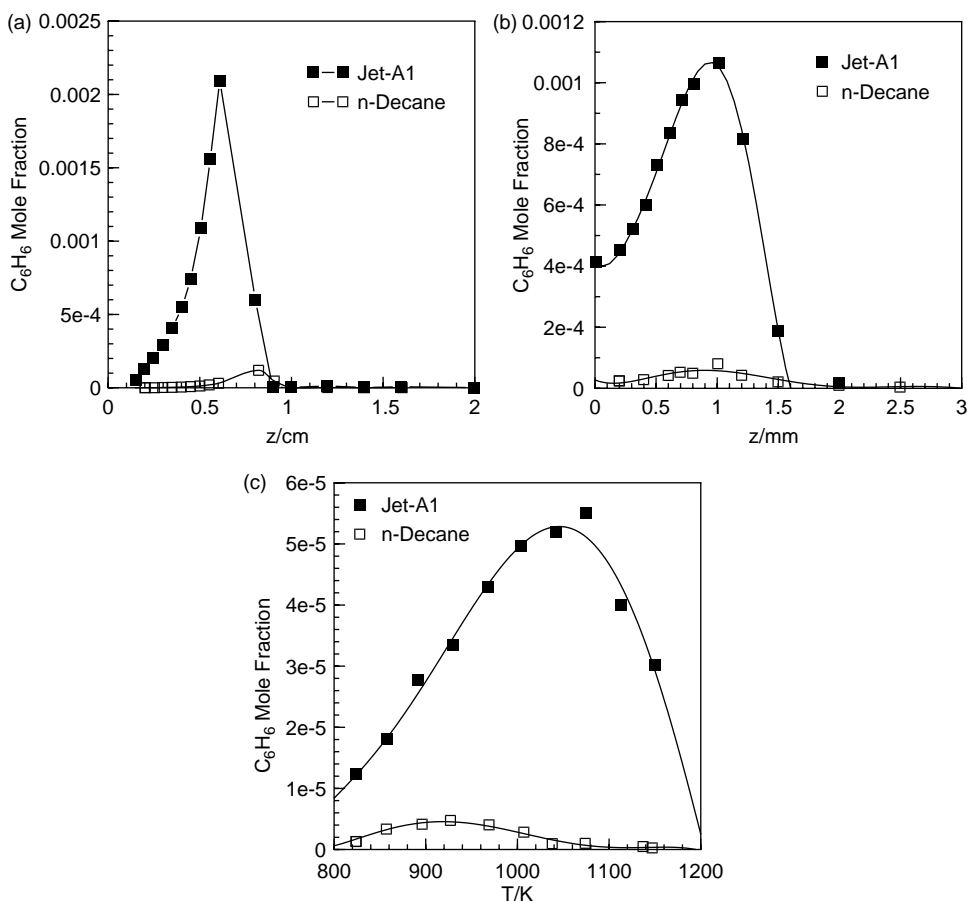 (a)
0.0025
0.002
0.0015
0.001
5e-4
0
C6H6 Mole Fraction
Jet-A1
n-Decane
0 0.5 1 1.5 2
z/cm
(b)
0.0012
0.001
8e-4
6e-4
4e-4
2e-4
0
C6H6 Mole Fraction
Jet-A1
n-Decane
0 0.5 1 1.5 2 2.5 3
z/mm
(c)
6e-5
5e-5
4e-5
3e-5
2e-5
1e-5
0
C6H6 Mole Fraction
Jet-A1
n-Decane
800 900 1000 1100 1200
T/K